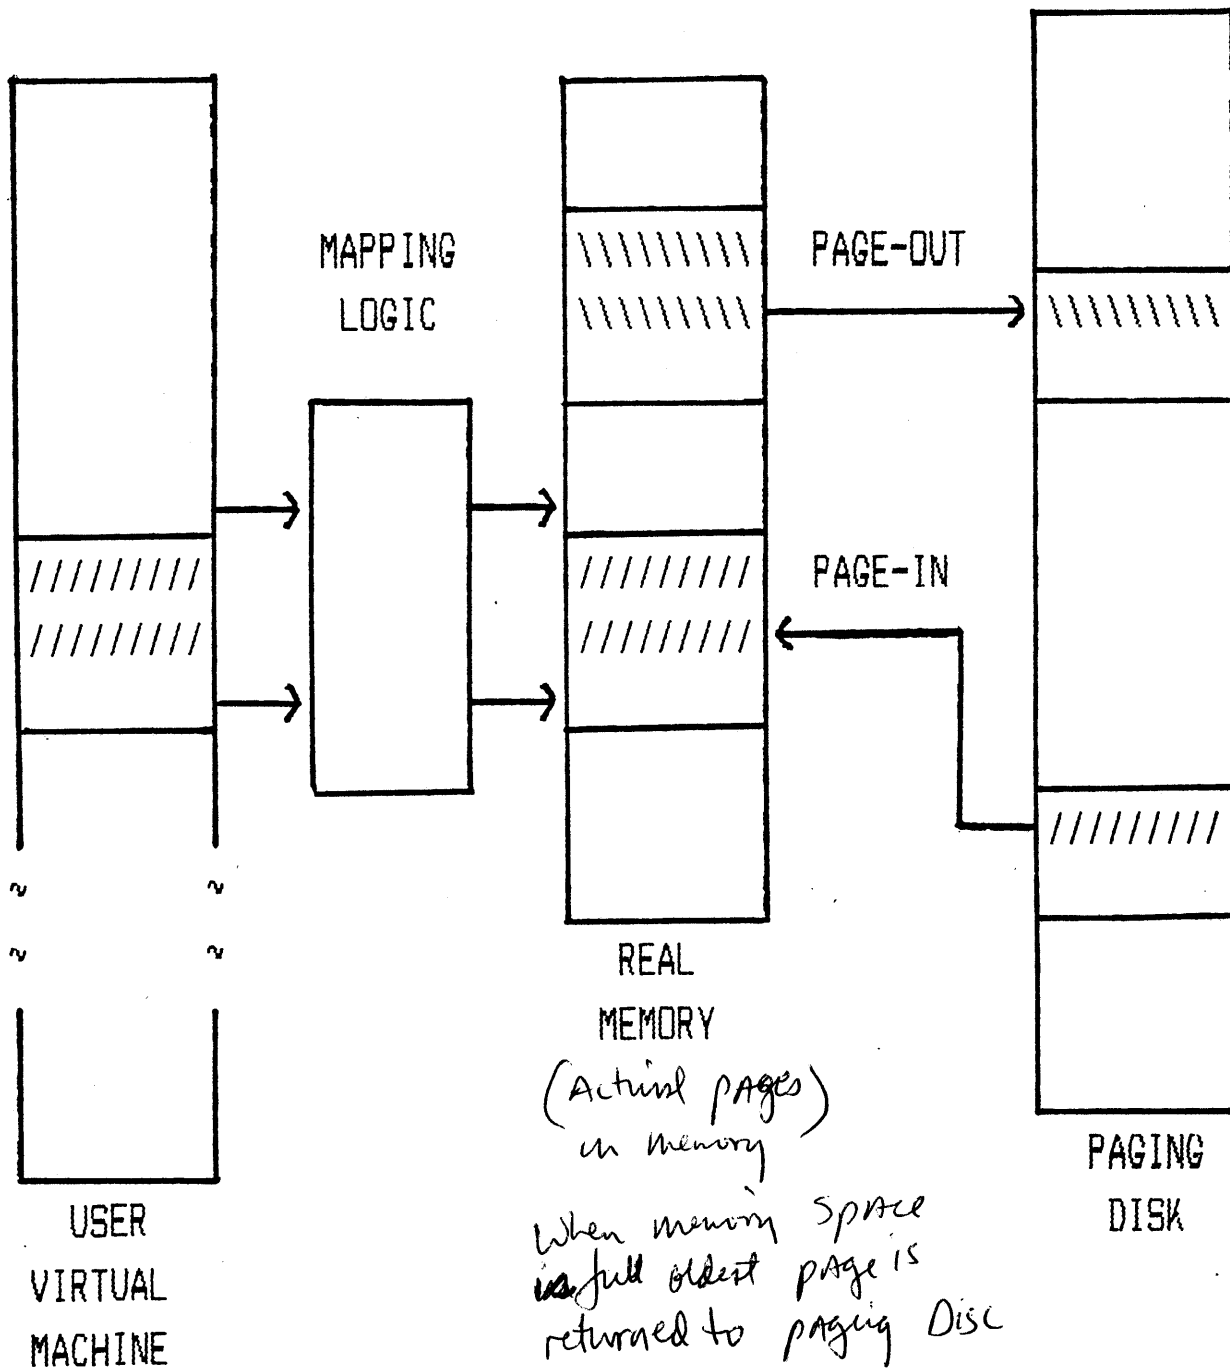 MAPPING
LOGIC
PAGE-OUT
PAGE-IN
REAL
MEMORY
(Actual pages)
in memory
When memory space
is full oldest page is
returned to paging Disc
PAGING
DISK
USER
VIRTUAL
MACHINE